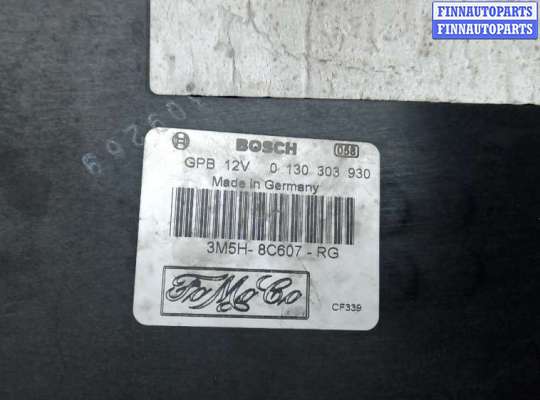 FINNAUTOPARTS
FINNAUTOPARTS
BOSCH 058
GPB 12V 0 130 303 930
Made in Germany
3M5H-8C607-RG
FoMoCo
CF339